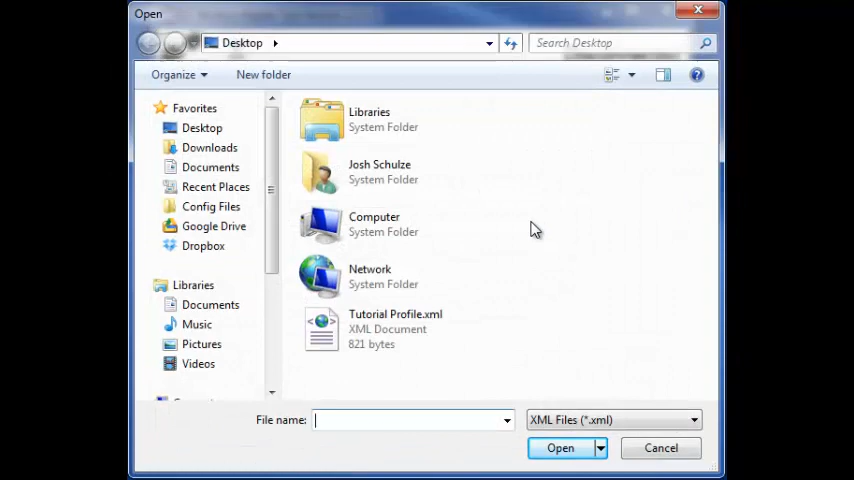 Open
Desktop
Search Desktop
Organize
New folder
Favorites
Desktop
Downloads
Documents
Recent Places
Config Files
Google Drive
Dropbox
Libraries
Documents
Music
Pictures
Videos
Libraries
System Folder
Josh Schulze
System Folder
Computer
System Folder
Network
System Folder
Tutorial Profile.xml
XML Document
821 bytes
File name:
XML Files (*.xml)
Open
Cancel